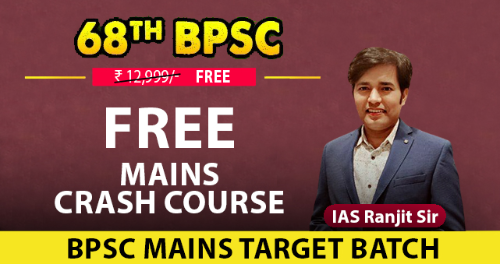 68TH BPSC
₹ 12,999/- FREE
FREE
MAINS
CRASH COURSE
IAS Ranjit Sir
BPSC MAINS TARGET BATCH